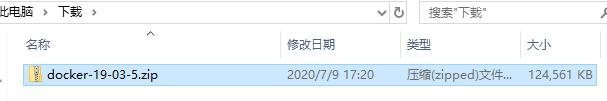 此电脑 > 下载 >
搜索"下载"
名称 修改日期 类型 大小
docker-19-03-5.zip 2020/7/9 17:20 压缩(zipped)文件... 124,561 KB